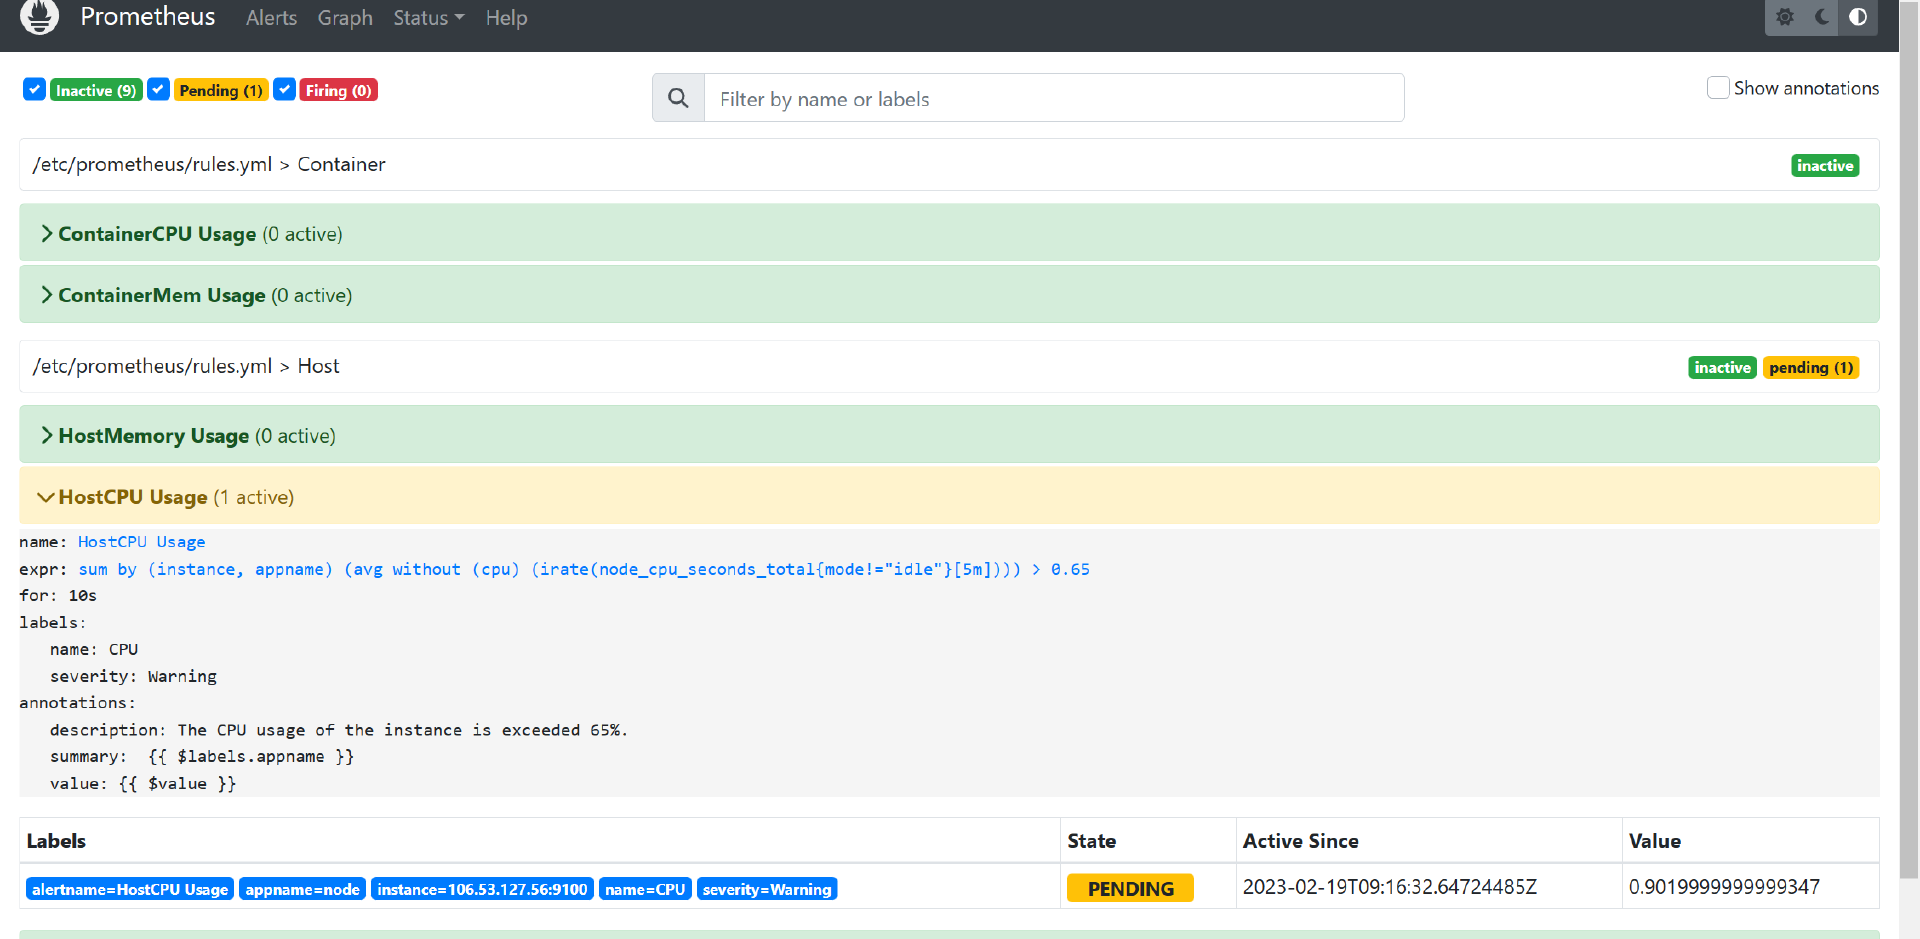 Prometheus Alerts Graph Status Help
Inactive (9) Pending (1) Firing (0)
Filter by name or labels
Show annotations
/etc/prometheus/rules.yml > Container
inactive
ContainerCPU Usage (0 active)
ContainerMem Usage (0 active)
/etc/prometheus/rules.yml > Host
inactive pending (1)
HostMemory Usage (0 active)
HostCPU Usage (1 active)
name: HostCPU Usage
expr: sum by (instance, appname) (avg without (cpu) (irate(node_cpu_seconds_total{mode!="idle"}[5m]))) > 0.65
for: 10s
labels:
name: CPU
severity: Warning
annotations:
description: The CPU usage of the instance is exceeded 65%.
summary:  {{ $labels.appname }}
value: {{ $value }}
Labels State Active Since Value
alertname=HostCPU Usage appname=node instance=106.53.127.56:9100 name=CPU severity=Warning PENDING 2023-02-19T09:16:32.64724485Z 0.9019999999999347